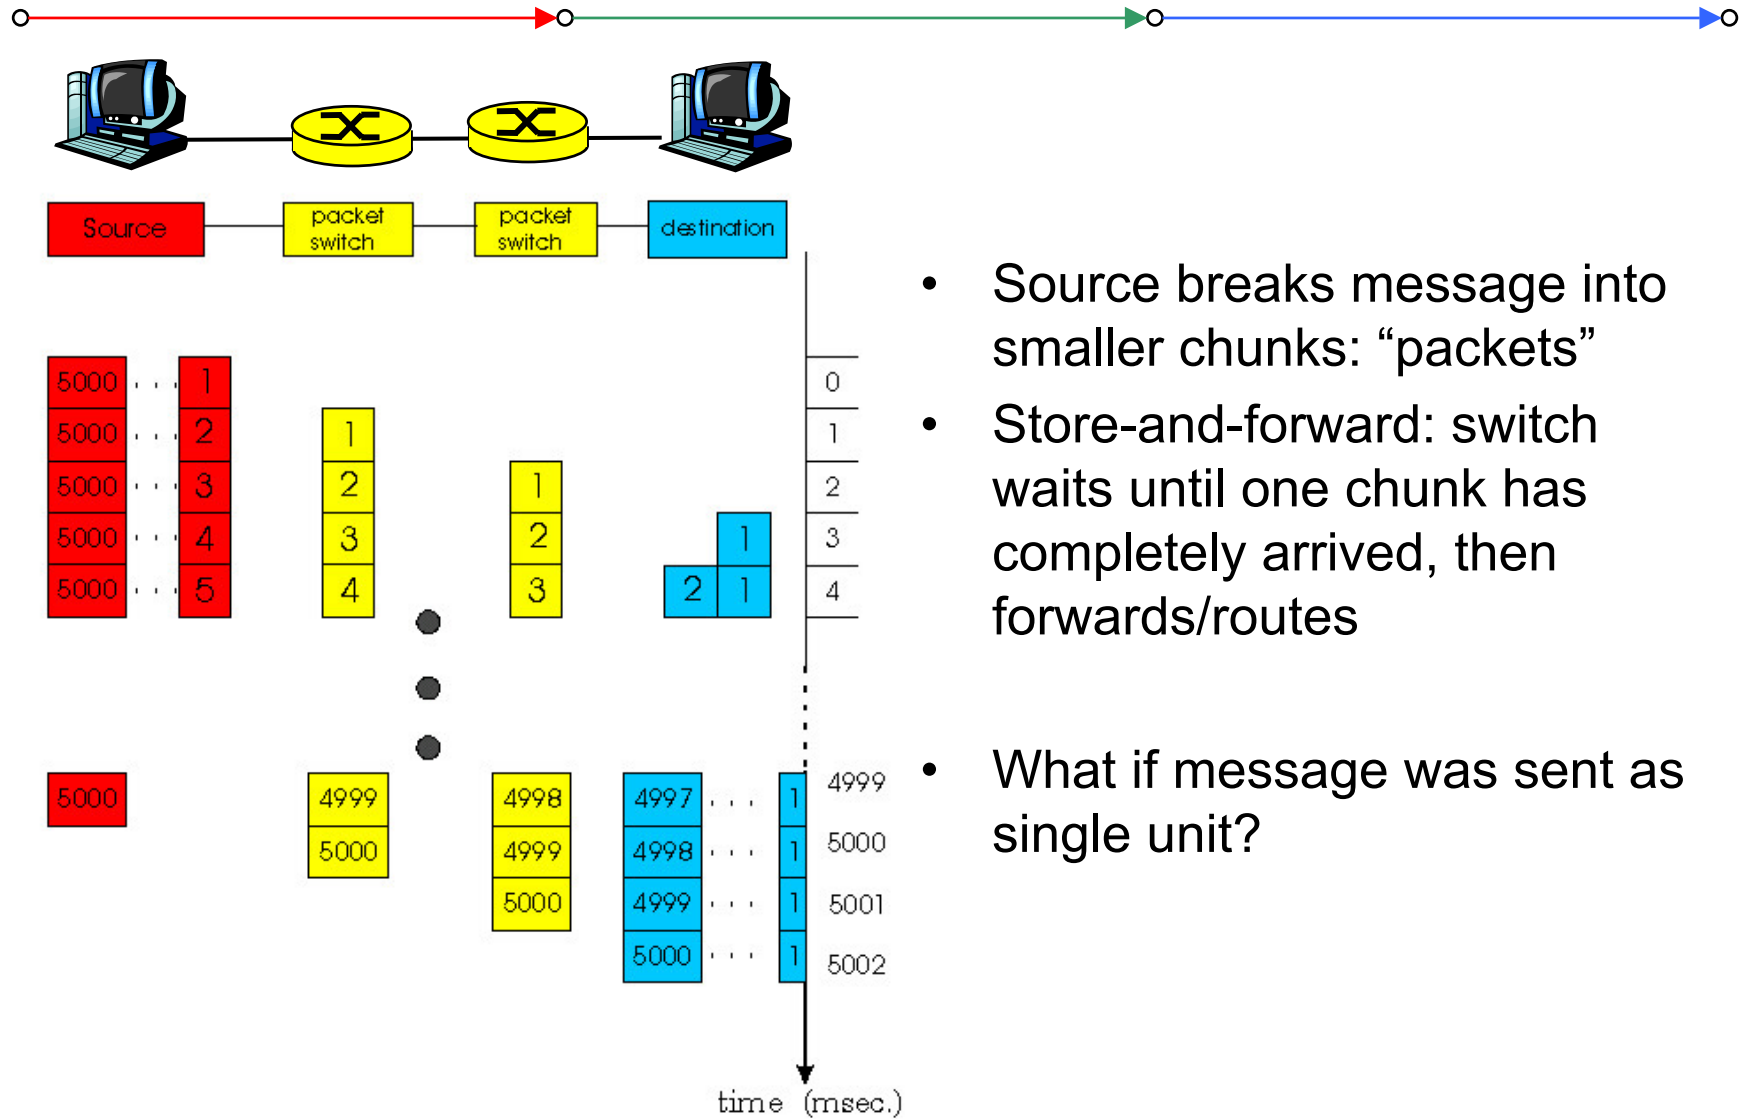 Source packet switch packet switch destination
5000 · · · 1 0
5000 · · · 2 1 1
5000 · · · 3 2 1 2
5000 · · · 4 3 2 1 3
5000 · · · 5 4 3 2 1 4
5000 4999 4998 4997 · · · 1 4999
5000 4999 4998 · · · 1 5000
5000 4999 · · · 1 5001
5000 · · · 1 5002
time (msec.)
• Source breaks message into
smaller chunks: “packets”
• Store-and-forward: switch
waits until one chunk has
completely arrived, then
forwards/routes
• What if message was sent as
single unit?